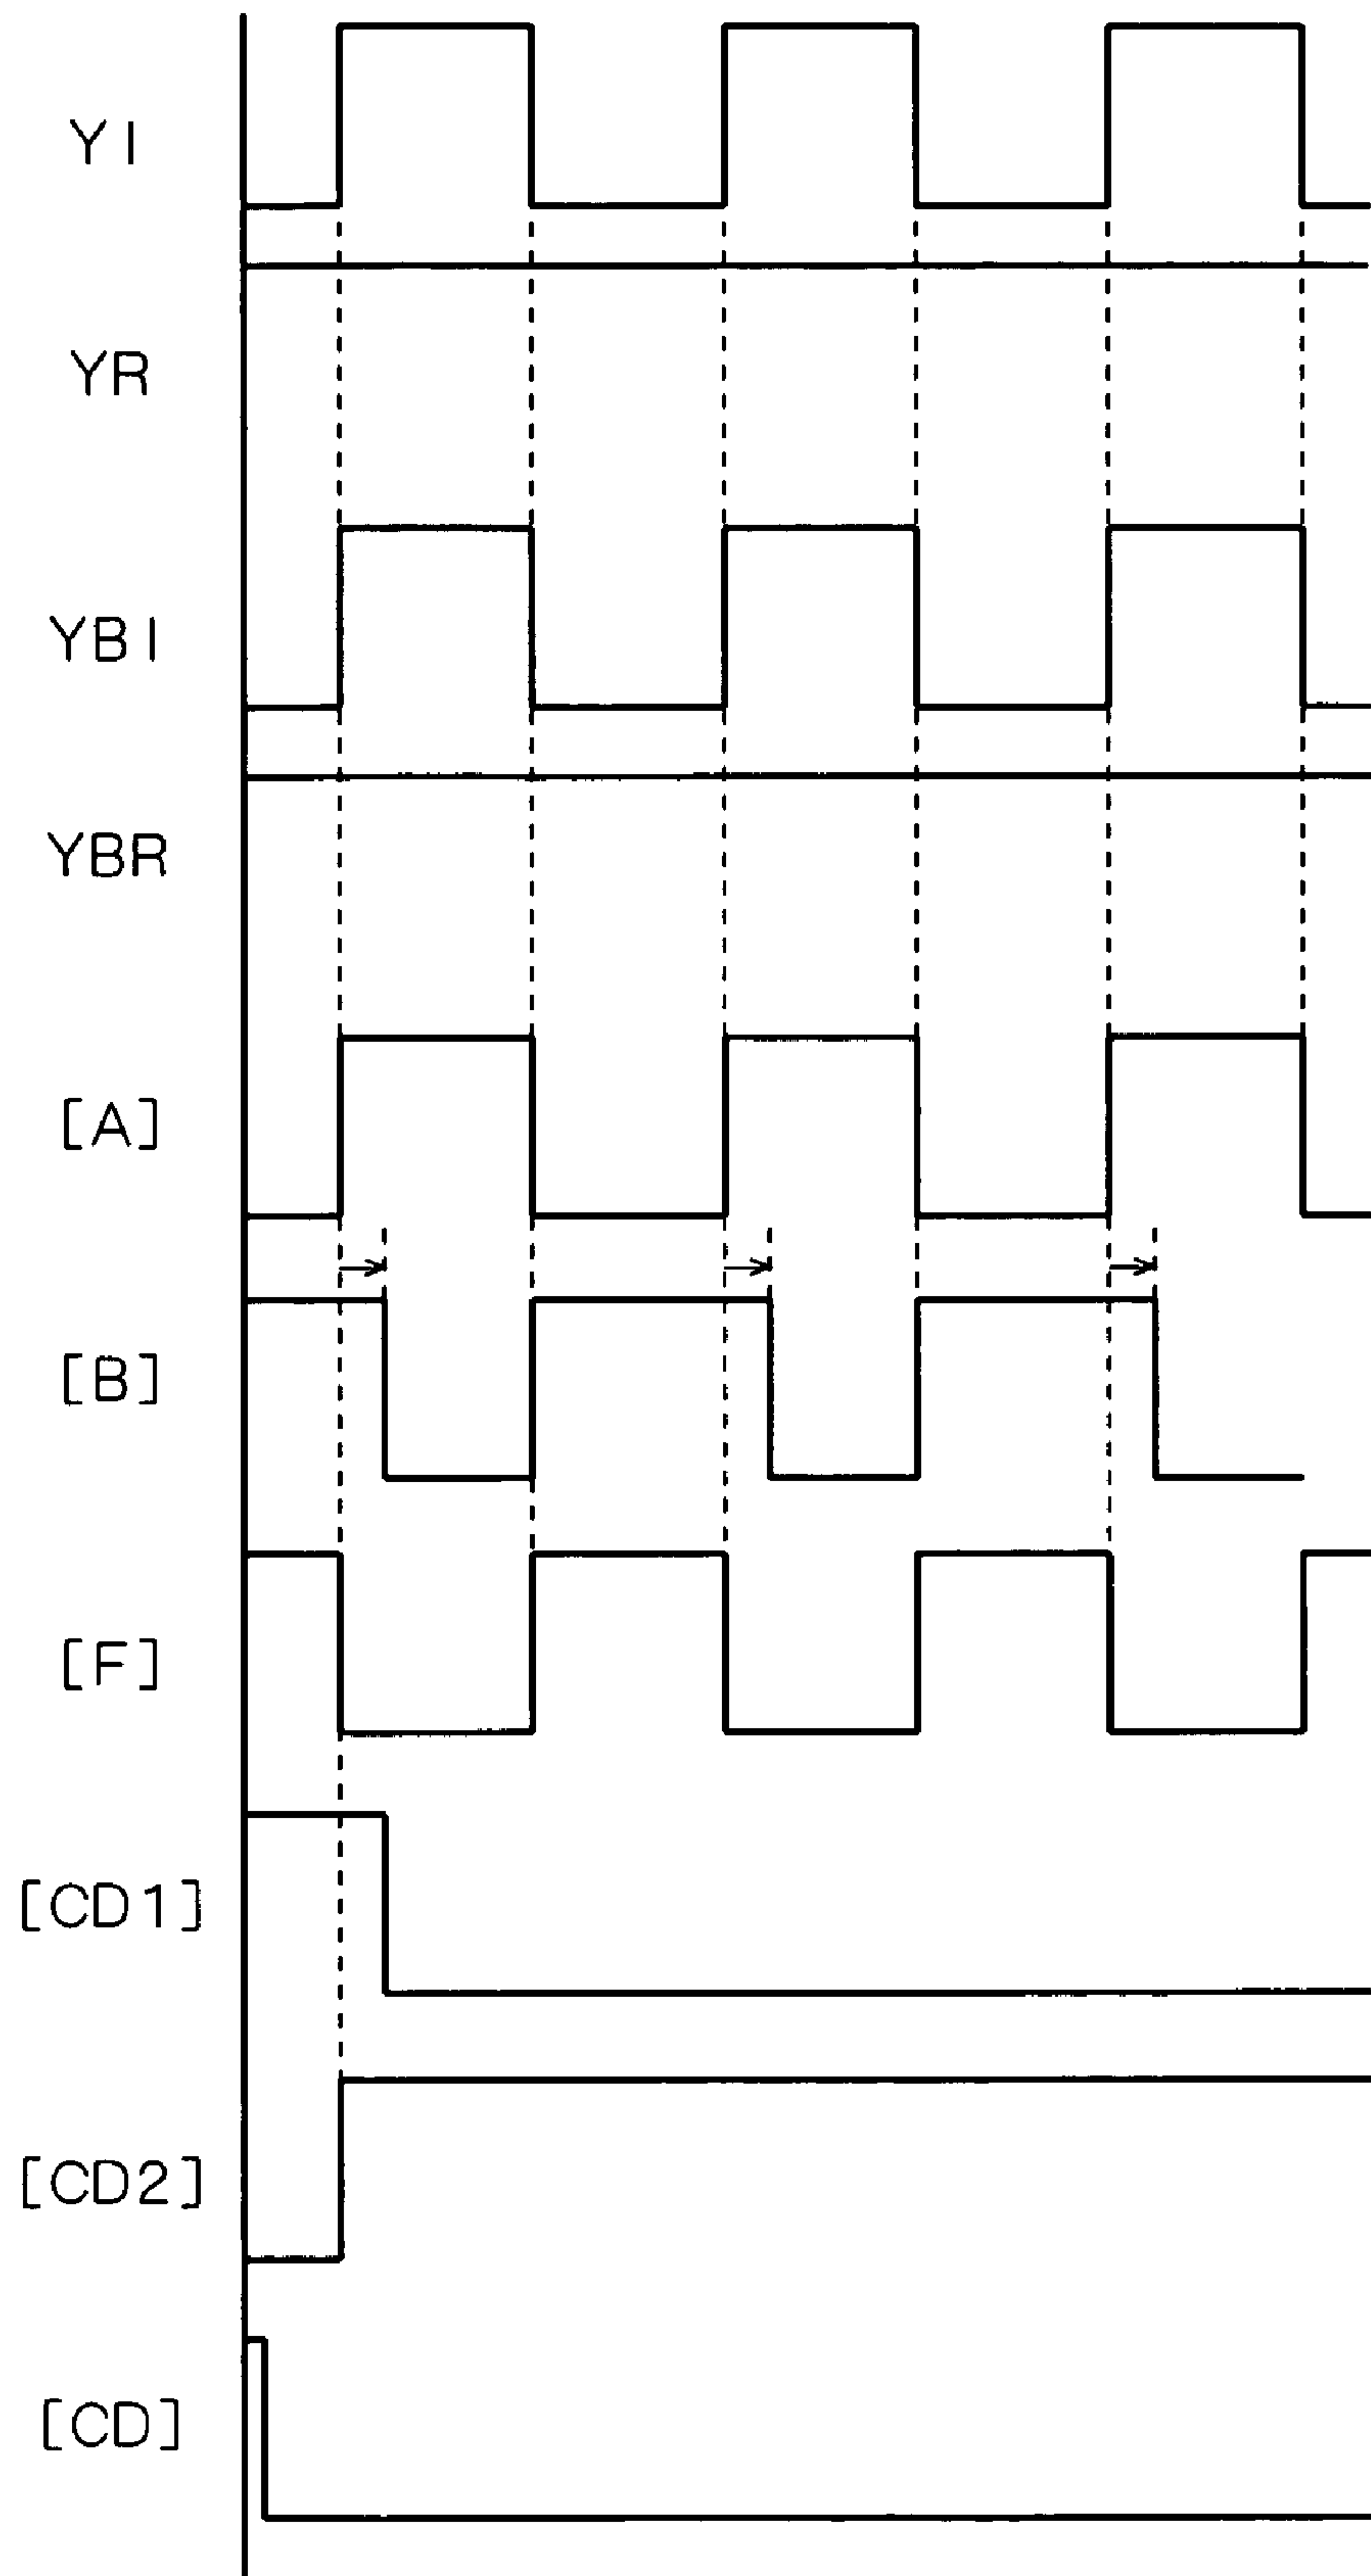 YI
YR
YBI
YBR
[A]
[B]
[F]
[CD1]
[CD2]
[CD]